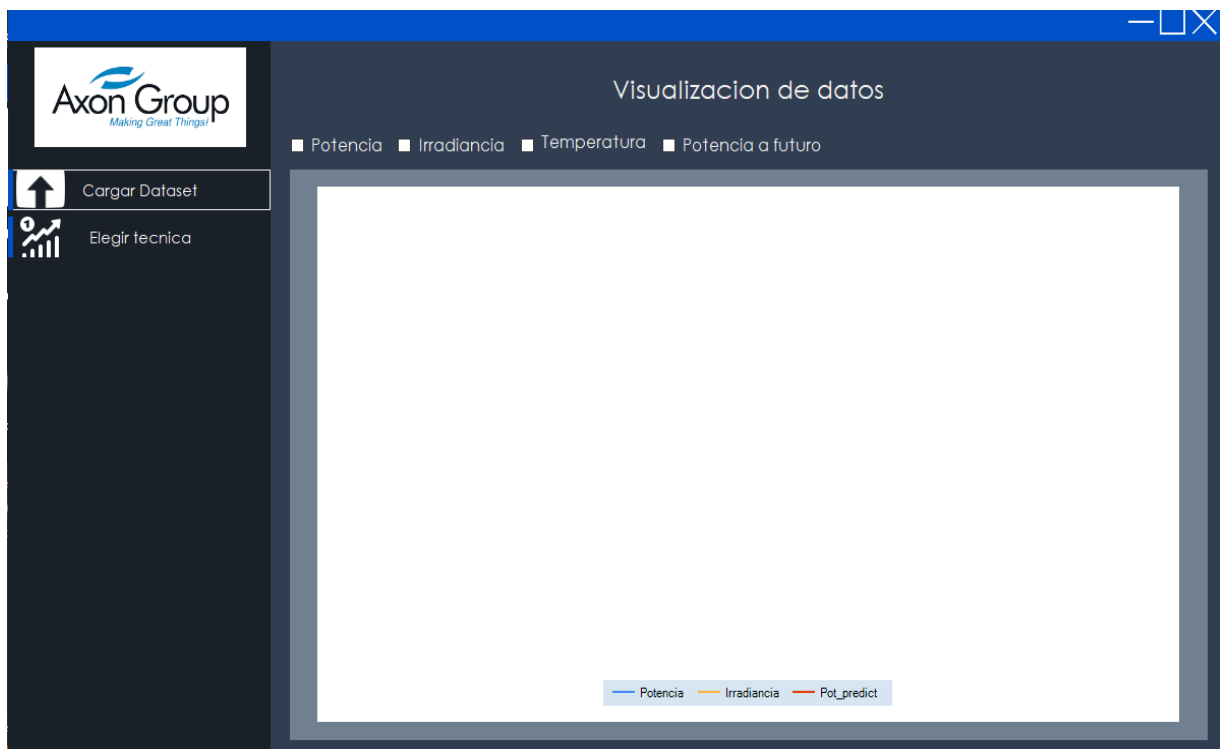 Axon Group
Making Great Things!
Visualizacion de datos
Potencia Irradiancia Temperatura Potencia a futuro
Cargar Dataset
1
Elegir tecnica
Potencia Irradiancia Pot_predict